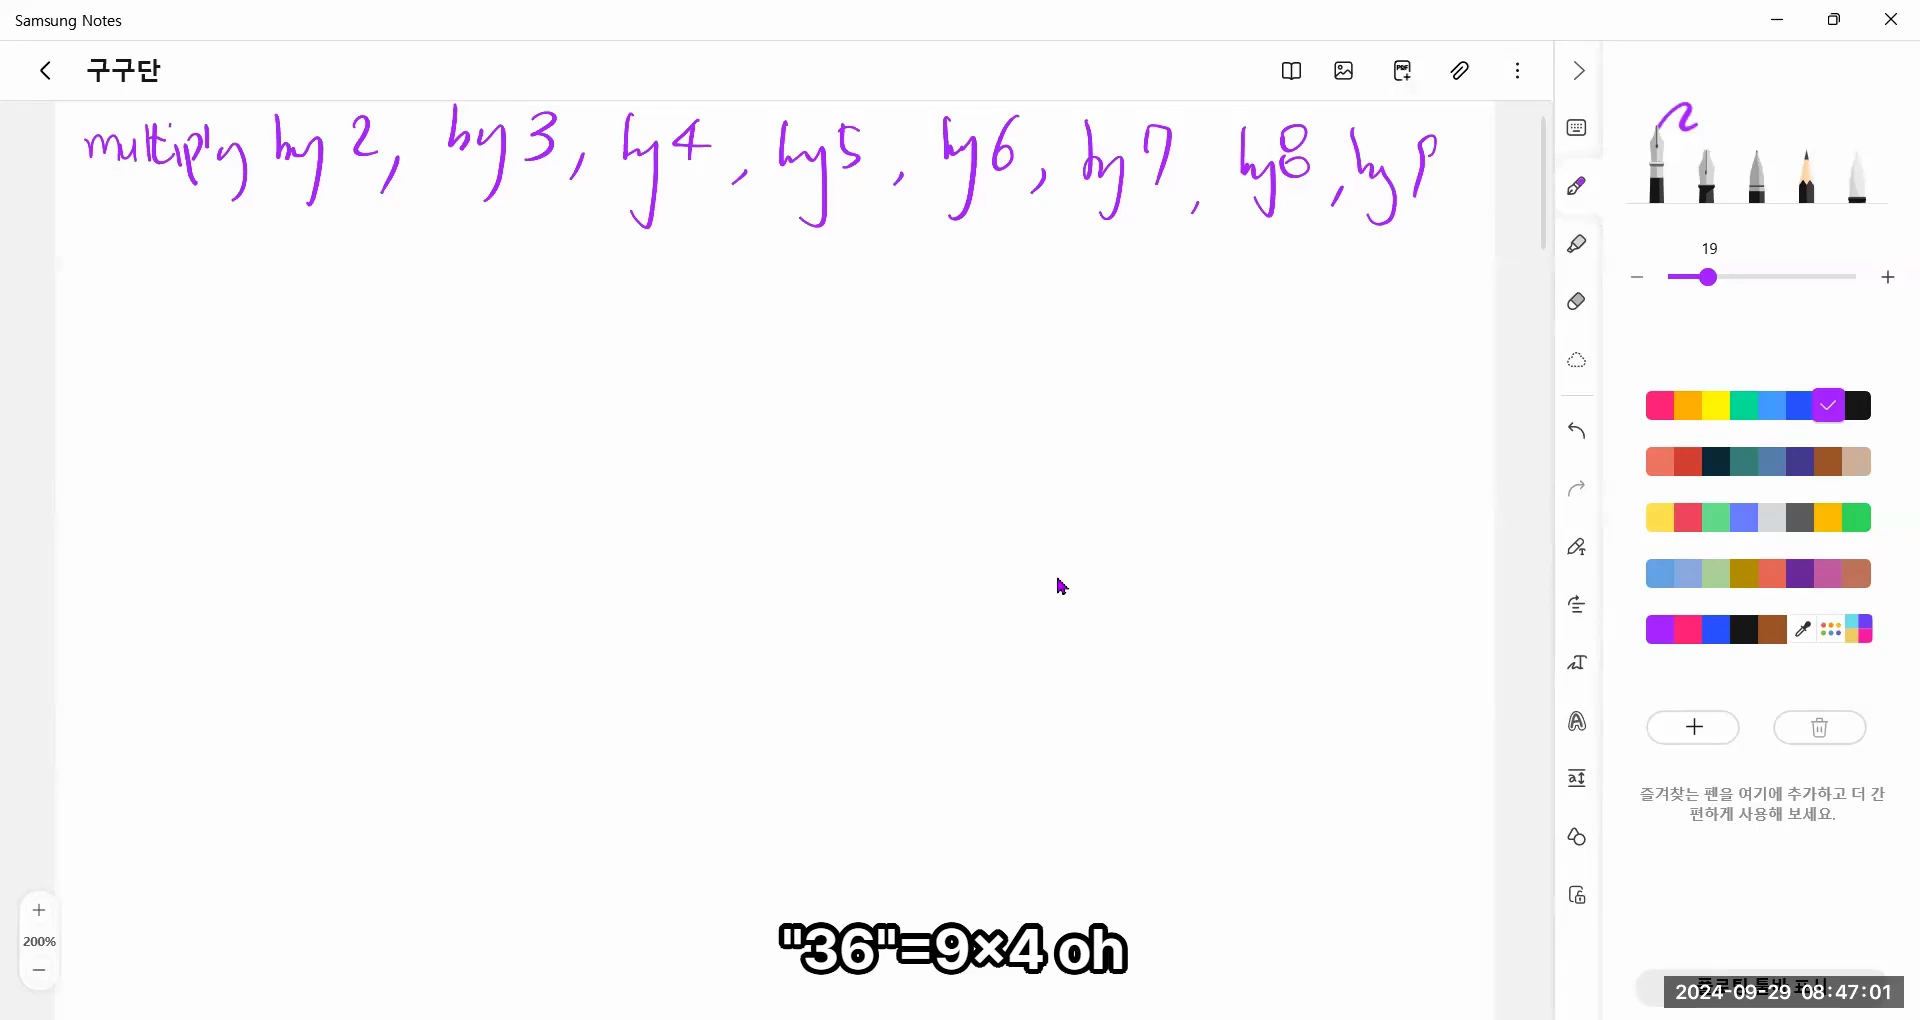 Samsung Notes
구구단
multiply by 2, by 3, by 4, by 5, by 6, by 7, by 8, by 9
PDF
19
즐겨찾는 펜을 여기에 추가하고 더 간
편하게 사용해 보세요.
200%
"36"=9×4 oh
2024-09-29 08:47:01